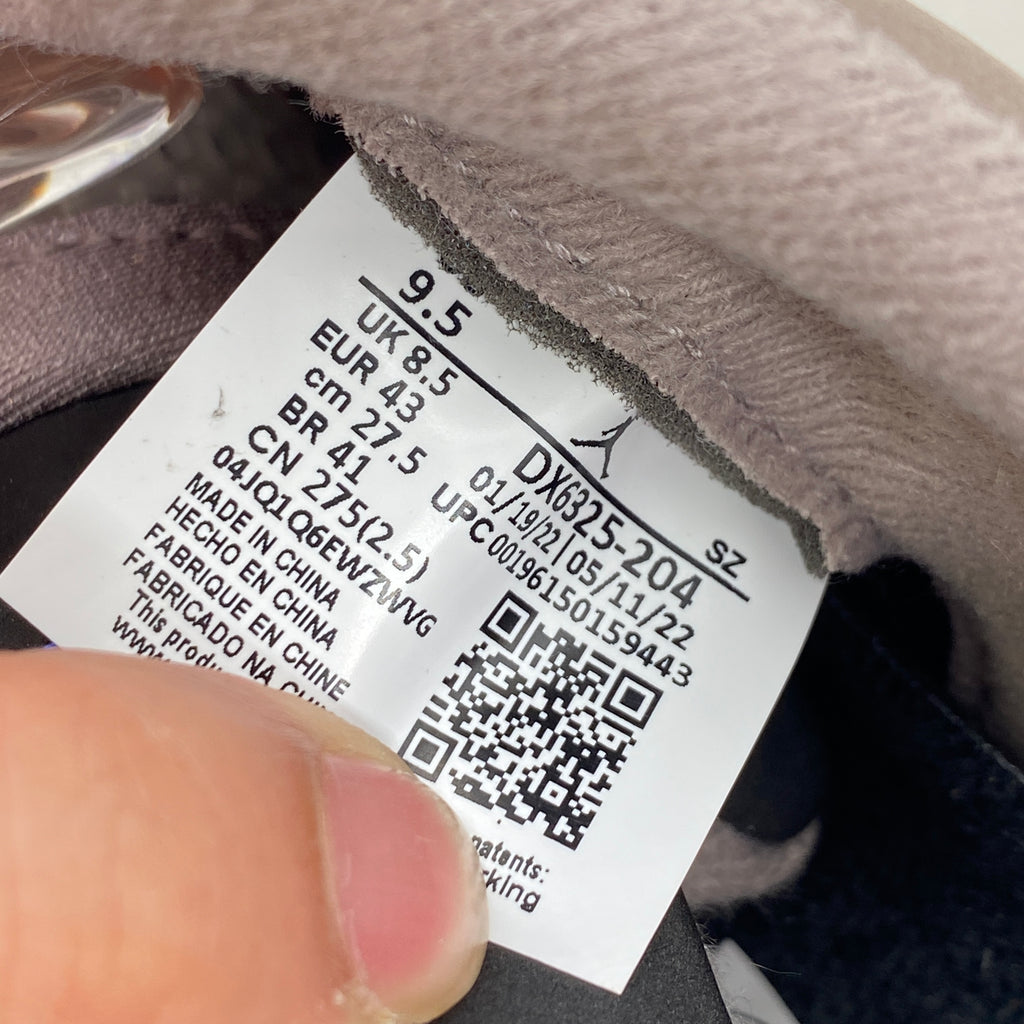 9.5
UK 8.5
EUR 43
cm 27.5
BR 41
CN 275(2.5)
04JQ1Q6EWZWVG
MADE IN CHINA
HECHO EN CHINA
FABRIQUE EN CHINE
FABRICADO NA
This
SZ
DX6325-204
01/19/22|05/11/22
UPC 00196150159443
patents: